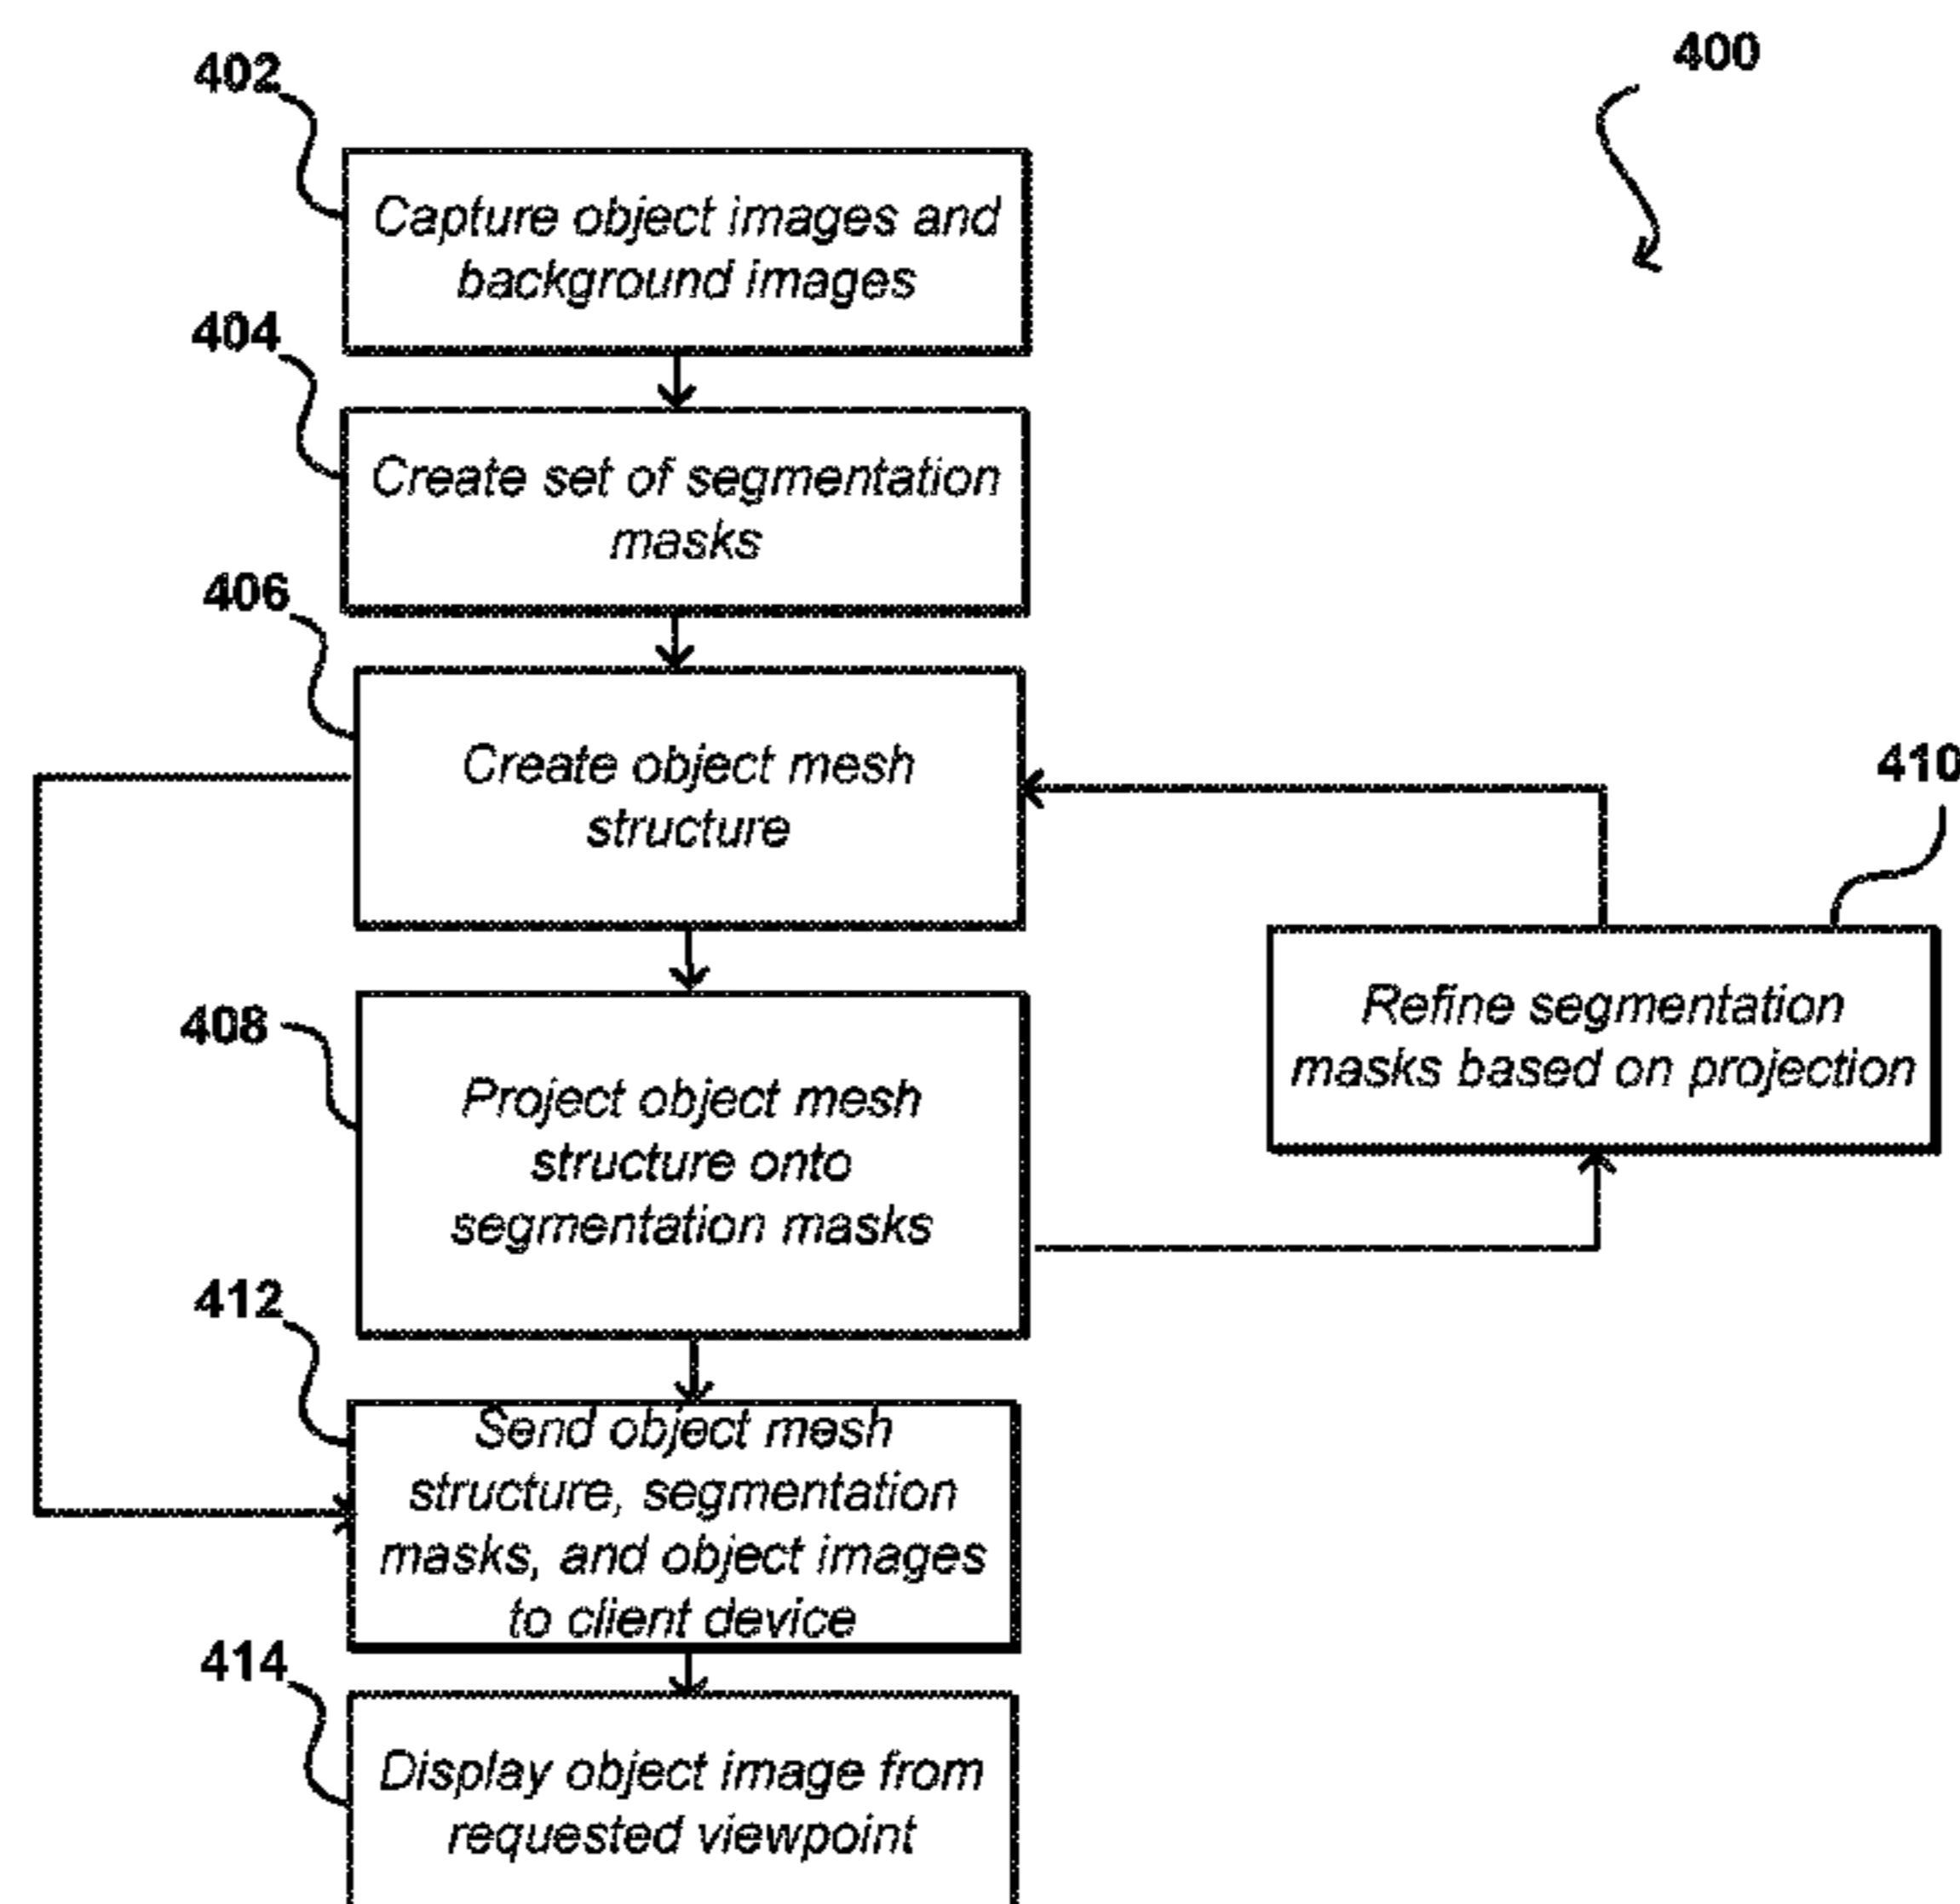 400
402
Capture object images and
background images
404
Create set of segmentation
masks
406
Create object mesh
structure
410
Refine segmentation
masks based on projection
408
Project object mesh
structure onto
segmentation masks
412
Send object mesh
structure, segmentation
masks, and object images
to client device
414
Display object image from
requested viewpoint